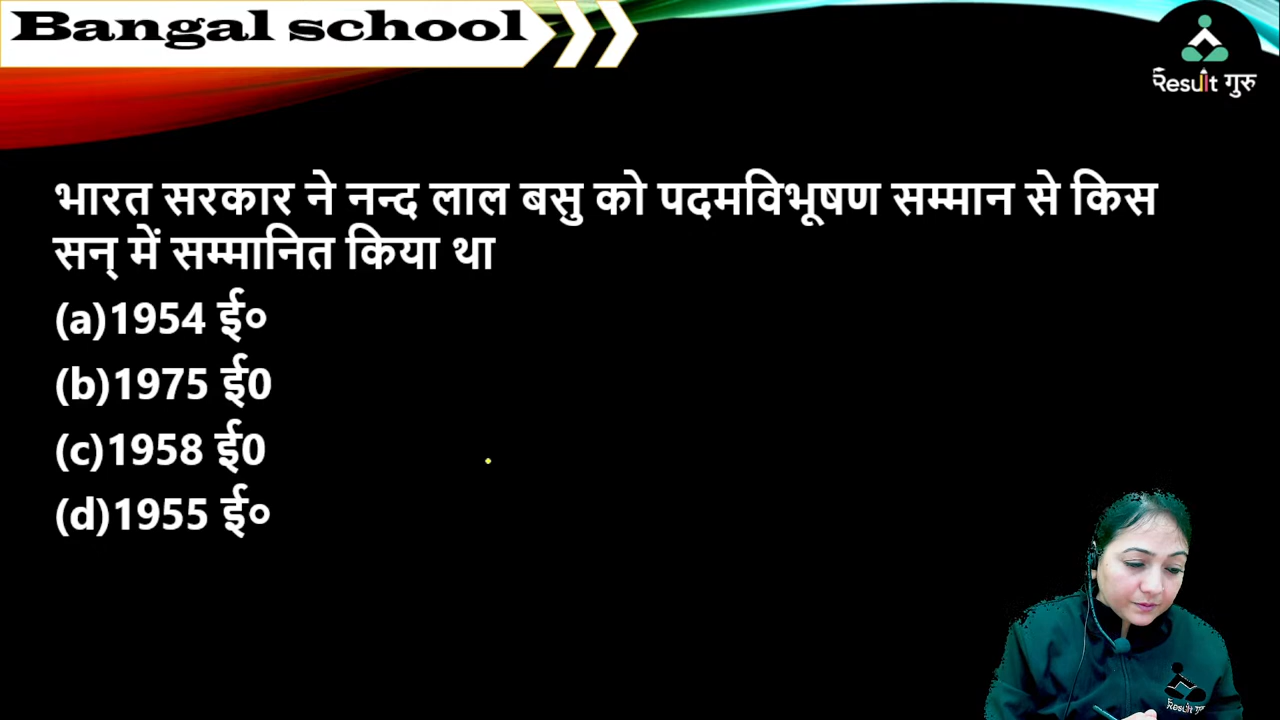 Bangal school
Result गुरु
भारत सरकार ने नन्द लाल बसु को पदमविभूषण सम्मान से किस
सन् में सम्मानित किया था
(a)1954 ई०
(b)1975 ई0
(c)1958 ई0
(d)1955 ई०
Result गुरु